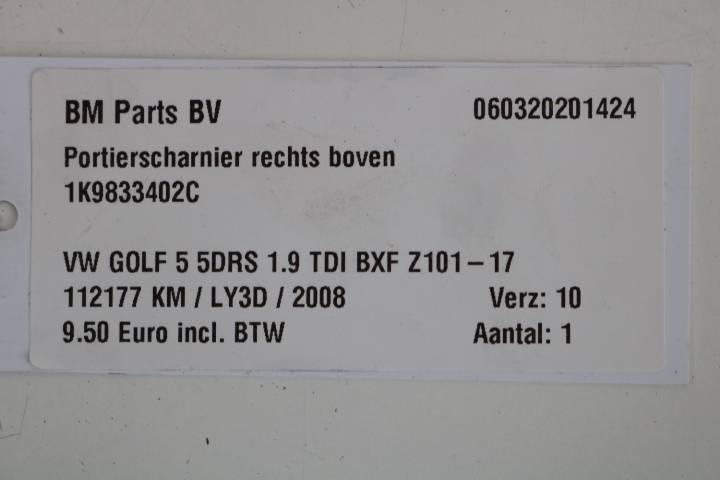 BM Parts BV 060320201424
Portierscharnier rechts boven
1K9833402C
VW GOLF 5 5DRS 1.9 TDI BXF Z101-17
112177 KM / LY3D / 2008 Verz: 10
9.50 Euro incl. BTW Aantal: 1